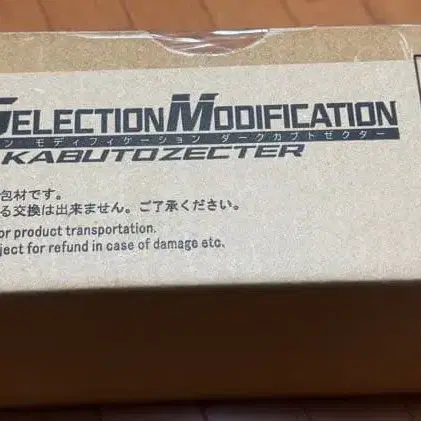 SELECTION MODIFICATION
ン モディフィケーション ダークカブトゼクター
KABUTOZECTER
包材です。
る交換は出来ません。ご了承ください。
or product transportation.
ject for refund in case of damage etc.